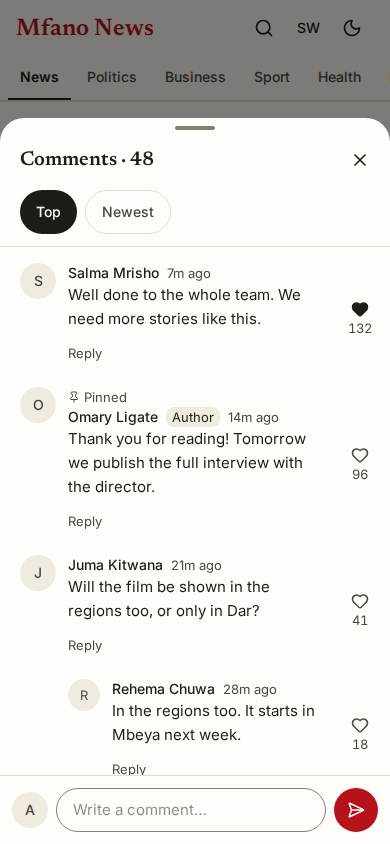 Mfano News
SW
News Politics Business Sport Health
Comments · 48
Top Newest
S
Salma Mrisho 7m ago
Well done to the whole team. We
need more stories like this.
132
Reply
Pinned
O
Omary Ligate Author 14m ago
Thank you for reading! Tomorrow
we publish the full interview with
the director.
96
Reply
J
Juma Kitwana 21m ago
Will the film be shown in the
regions too, or only in Dar?
41
Reply
R
Rehema Chuwa 28m ago
In the regions too. It starts in
Mbeya next week.
18
Reply
A
Write a comment...